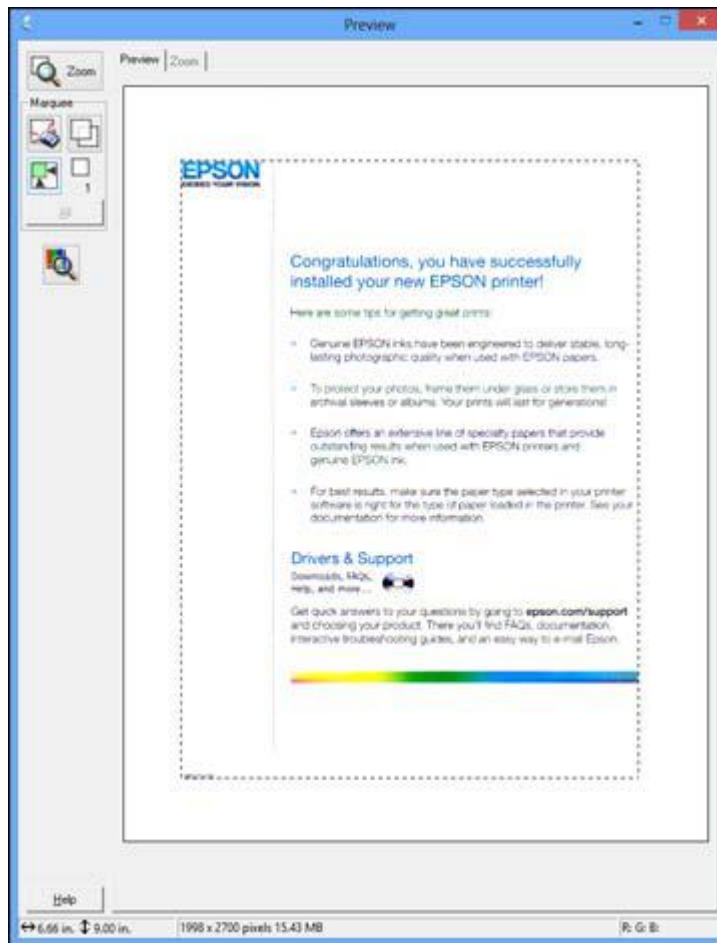 Preview
Zoom
Preview Zoom
Marquee
1
EPSON
EXCEED YOUR VISION
Congratulations, you have successfully
installed your new EPSON printer!
Here are some tips for getting great prints:
Genuine EPSON inks have been engineered to deliver stable, long-
lasting photographic quality when used with EPSON papers.
To protect your photos, frame them under glass or store them in
archival sleeves or albums. Your prints will last for generations!
Epson offers an extensive line of specialty papers that provide
outstanding results when used with EPSON printers and
genuine EPSON ink.
For best results, make sure the paper type selected in your printer
software is right for the type of paper loaded in the printer. See your
documentation for more information.
Drivers & Support
Downloads, FAQs,
Help, and more ...
Get quick answers to your questions by going to epson.com/support
and choosing your product. There you'll find FAQs, documentation,
interactive troubleshooting guides, and an easy way to e-mail Epson.
Help
6.66 in. 9.00 in. 1998 x 2700 pixels 15.43 MB R: G: B: